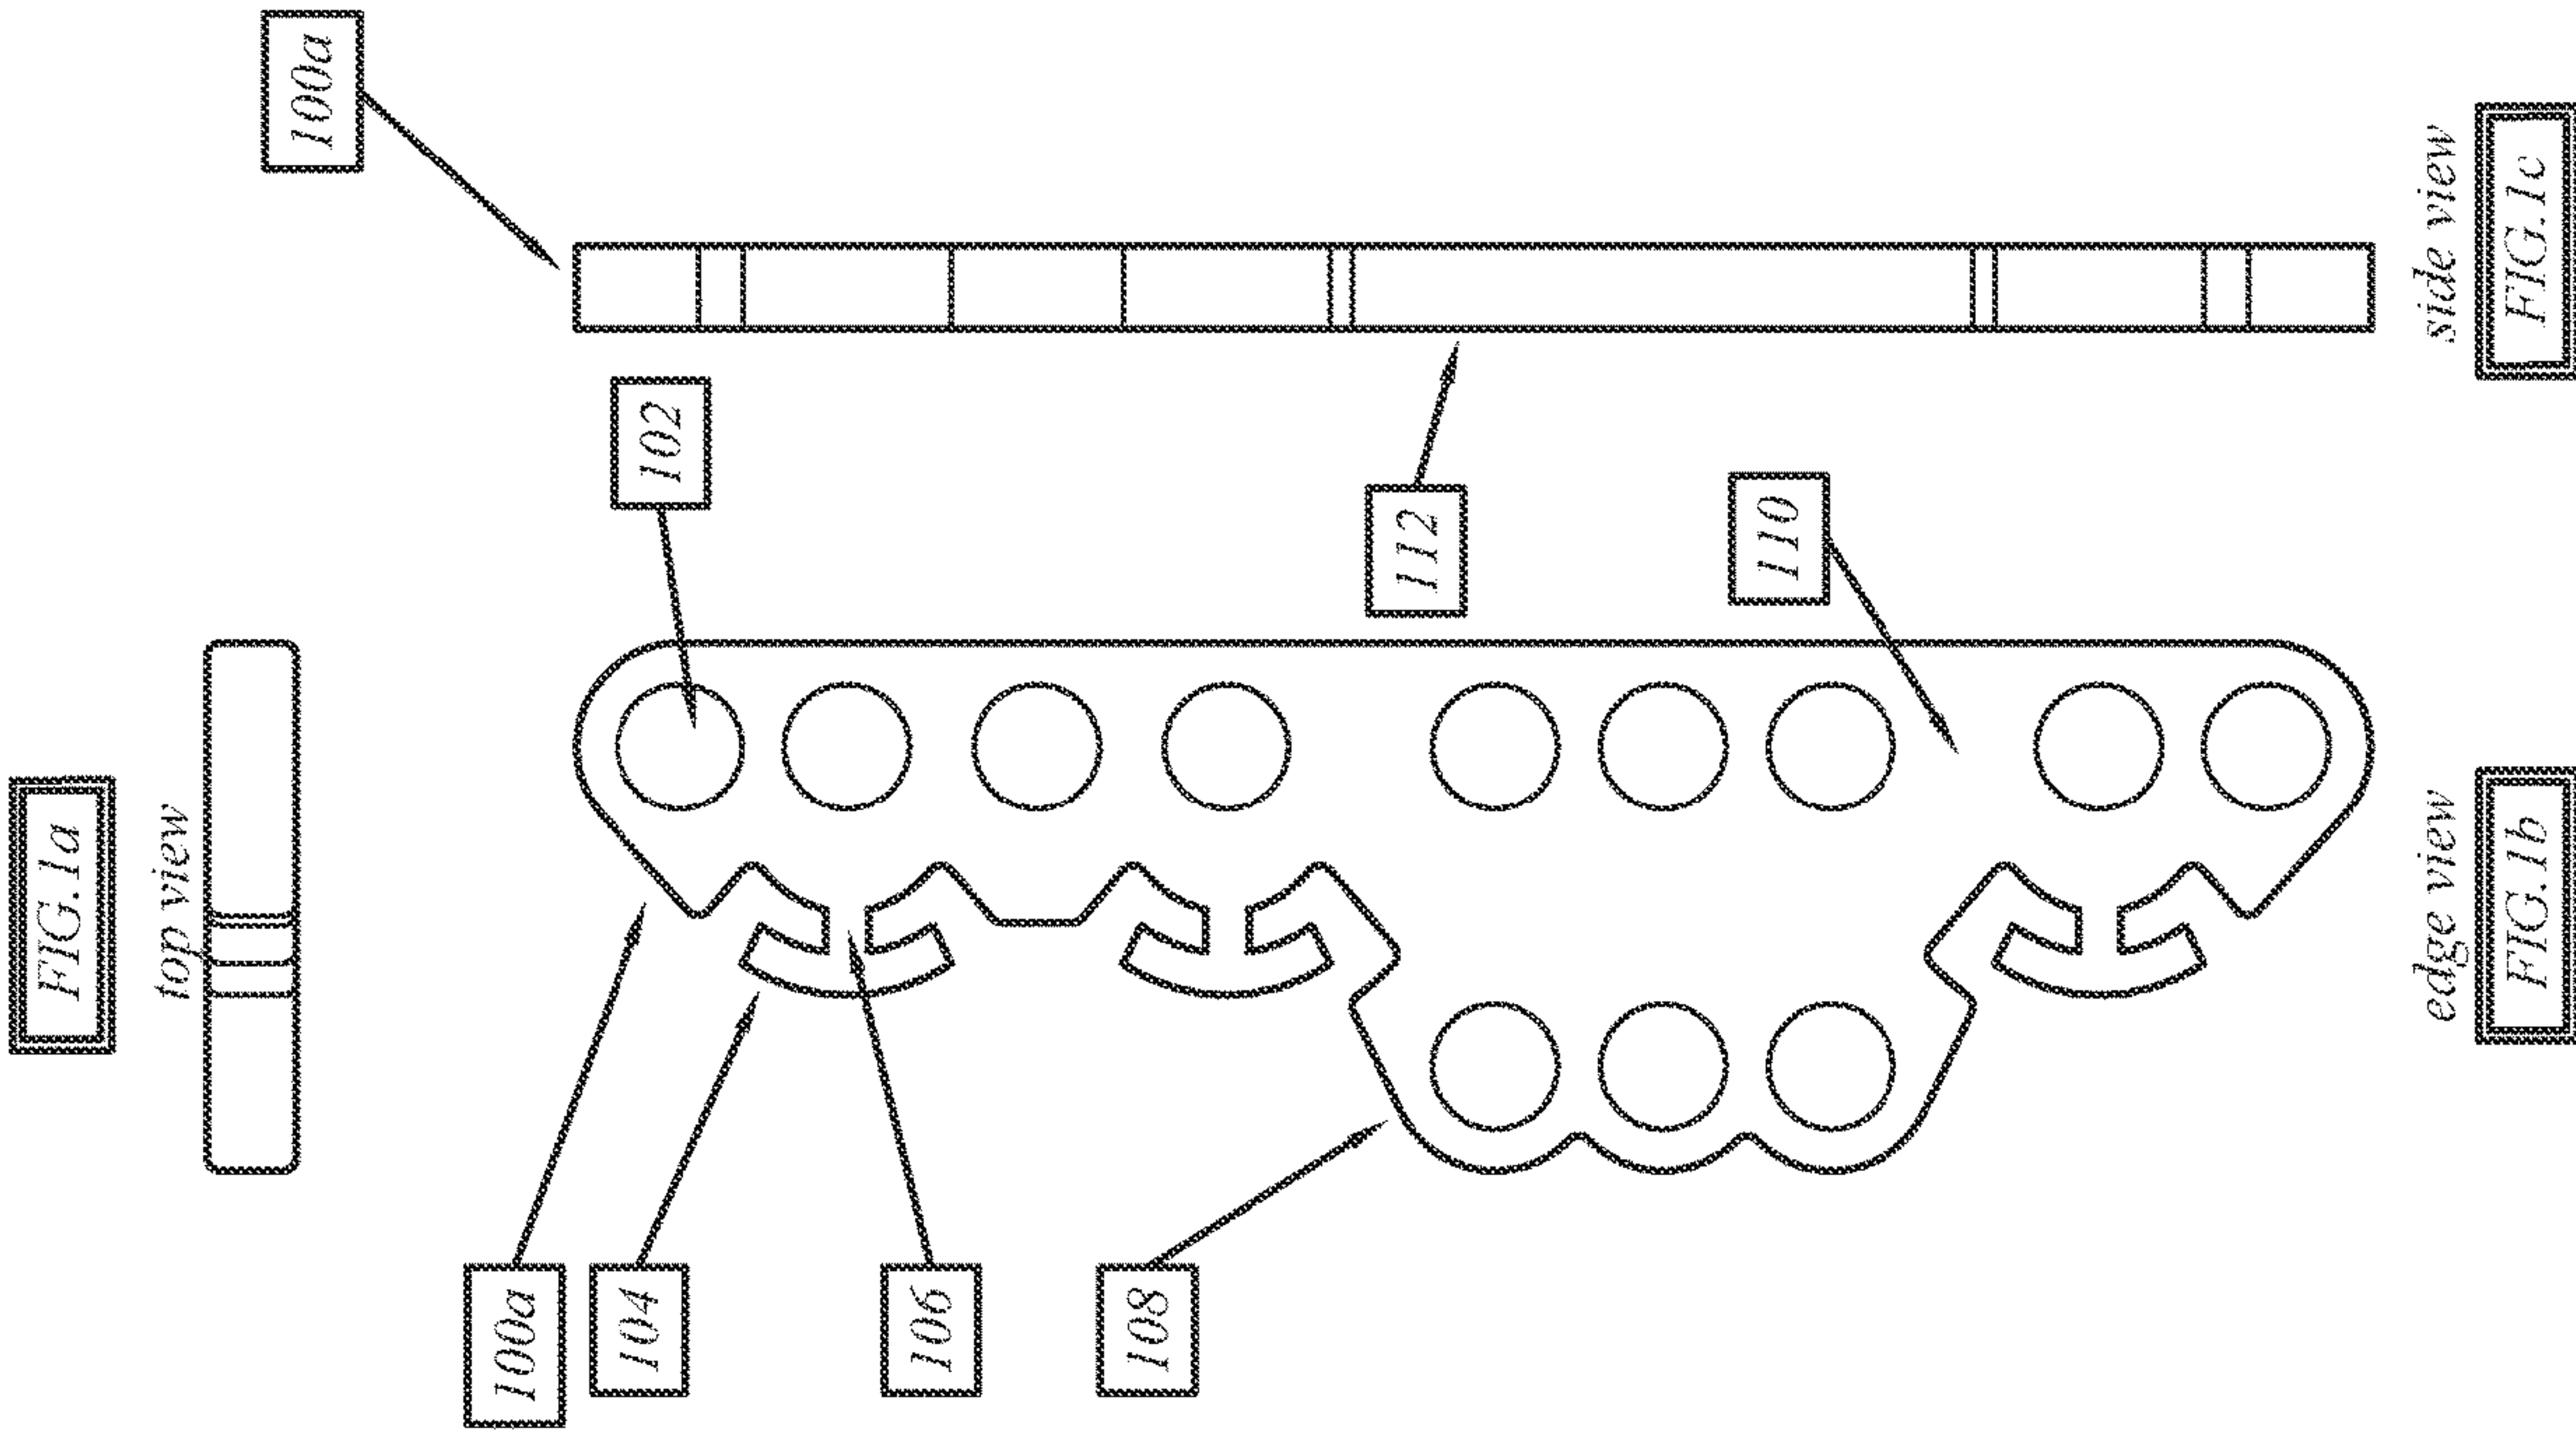 FIG.1a
top view
100a
100a
104
102
106
108
112
110
edge view
side view
FIG.1b
FIG.1c